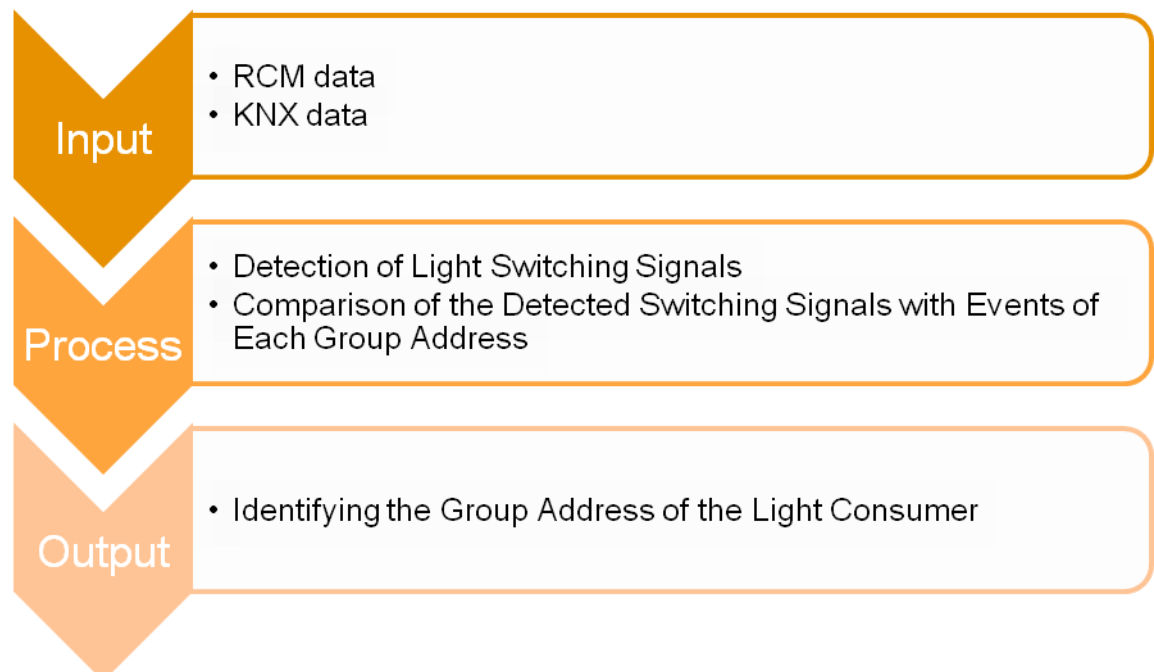 Input
• RCM data
• KNX data
Process
• Detection of Light Switching Signals
• Comparison of the Detected Switching Signals with Events of
Each Group Address
Output
• Identifying the Group Address of the Light Consumer